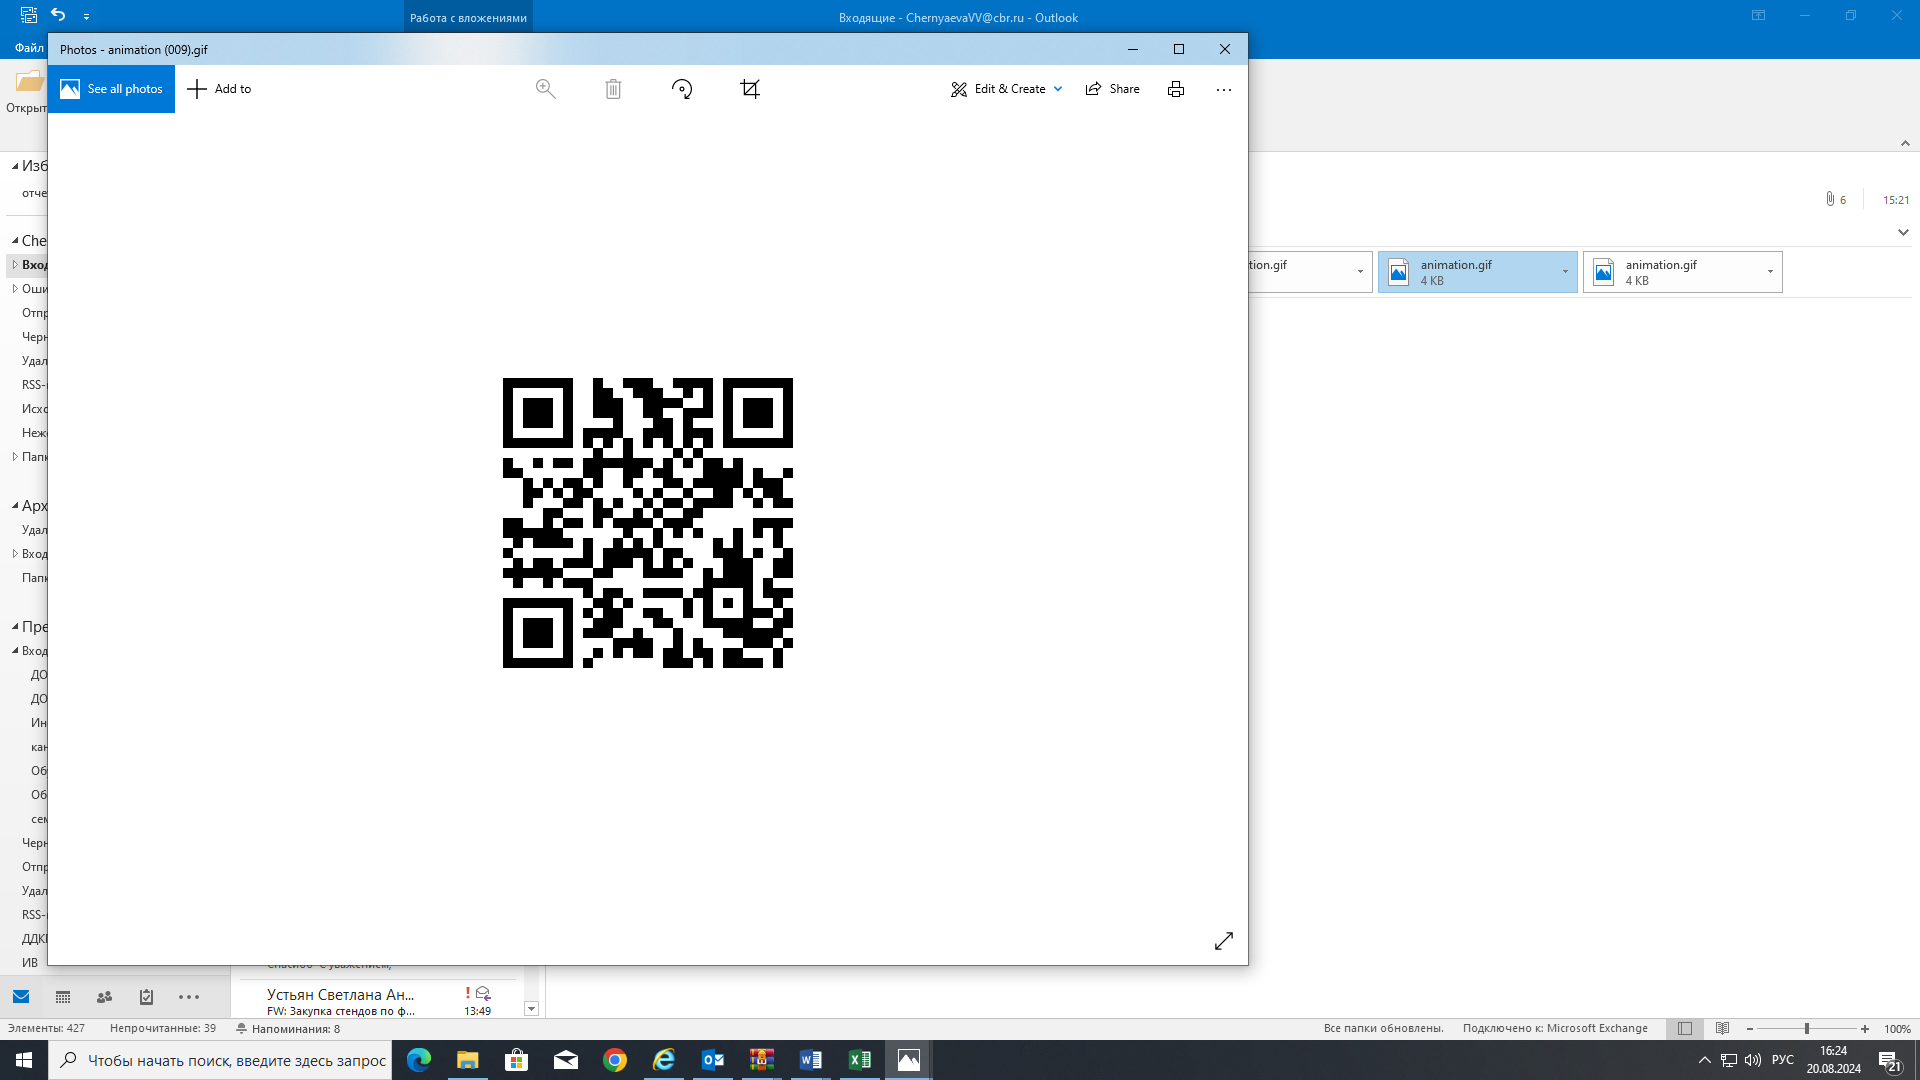 Работа с вложениями
Входящие - ChernyaevaVV@cbr.ru - Outlook
Файл
Photos - animation (009).gif
See all photos
Add to
Edit & Create
Share
Открыт
Изб
отче
6
15:21
Che
tion.gif
animation.gif
4 KB
animation.gif
4 KB
Вход
Оши
Отпр
Черн
Удал
RSS-
Исхо
Неже
Папк
Арх
Удал
Вход
Папк
Пре
Вход
ДО
ДО
Ин
кан
Об
Об
сем
Черн
Отпр
Удал
RSS-
ДДК
ИВ
Устьян Светлана Ан...
FW: Закупка стендов по ф...
13:49
Элементы: 427
Непрочитанные: 39
Напоминания: 8
Все папки обновлены.
Подключено к: Microsoft Exchange
100%
Чтобы начать поиск, введите здесь запрос
РУС
16:24
20.08.2024
21